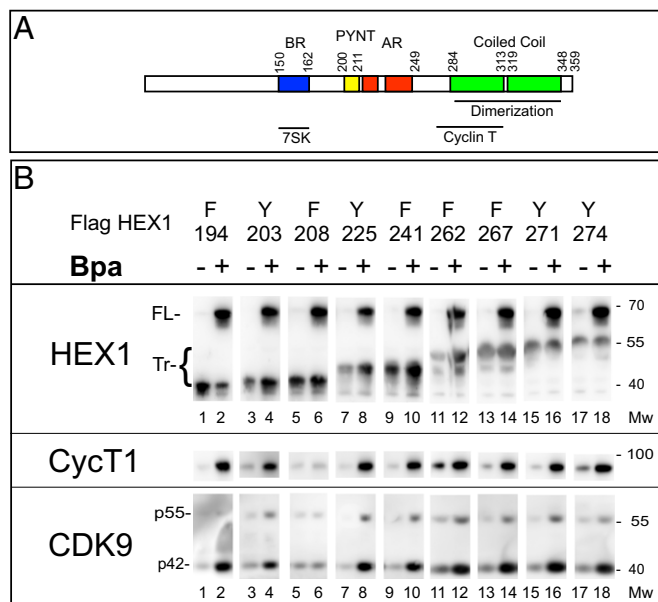 A
BR PYNT AR Coiled Coil
150 162 200 211 249 284 313 319 348 359
Dimerization
7SK Cyclin T
B
F Y F Y F F F Y Y
Flag HEX1 194 203 208 225 241 262 267 271 274
Bpa - + - + - + - + - + - + - + - + - +
FL- - 70
HEX1 - 55
Tr-{
- 40
1 2 3 4 5 6 7 8 9 10 11 12 13 14 15 16 17 18 Mw
CycT1 - 100
p55- - 55
CDK9
p42- - 40
1 2 3 4 5 6 7 8 9 10 11 12 13 14 15 16 17 18 Mw